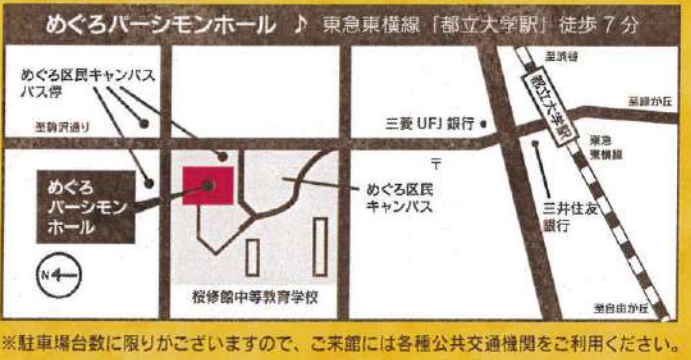 めぐろパーシモンホール ♪ 東急東横線「都立大学駅」徒歩7分
至渋谷
めぐろ区民キャンパス
バス停
都立大学駅
至緑が丘
至駒沢通り
三菱UFJ銀行
東急
東横線
〒
めぐろ
パーシモン
ホール
めぐろ区民
キャンパス
三井住友
銀行
N
桜修館中等教育学校
至自由が丘
※駐車場台数に限りがございますので、ご来館には各種公共交通機関をご利用ください。